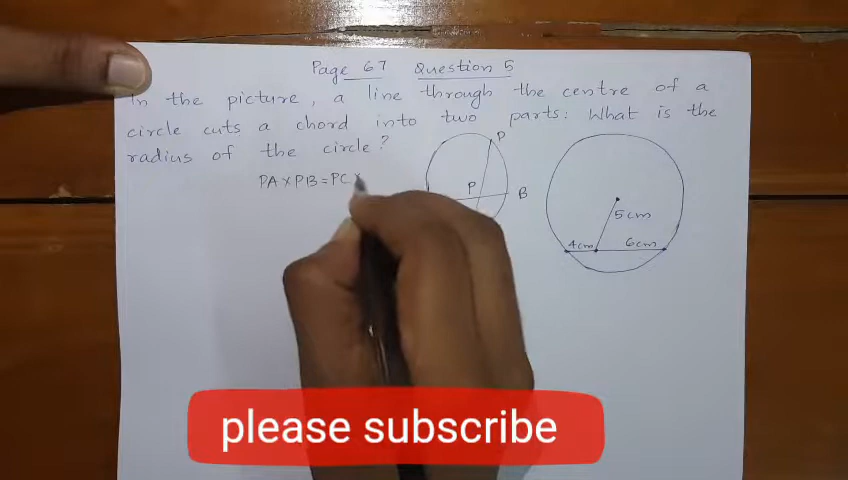 Page 67 Question 5
In the picture, a line through the centre of a
circle cuts a chord into two parts: What is the
radius of the circle?
PA X PB = PC X
D
P
B
5cm
4cm
6cm
please subscribe